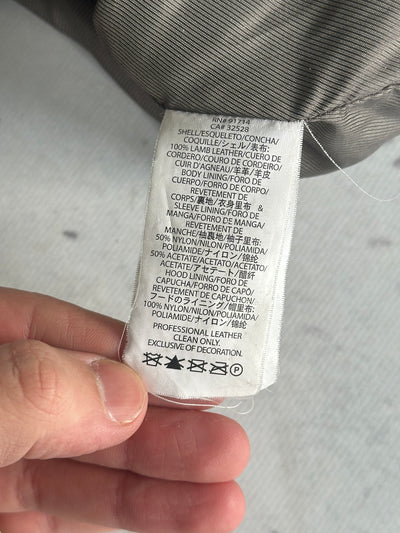 RN# 91714
CA# 32528
SHELL/ESQUELETO/CONCHA/
COQUILLE/シェル/表布:
100% LAMB LEATHER/CUERO DE
CORDERO/COURO DE CORDEIRO/
CUIR D'AGNEAU/羊革/羊皮
BODY LINING/FORO DE
CUERPO/FORRO DE CORPO/
REVETEMENT DE
CORPS/裏地/衣身里布 &
SLEEVE LINING/FORO DE
MANGA/FORRO DE MANGA/
REVETEMENT DE
MANCHE/袖裏地/袖子里布:
50% NYLON/NILON/POLIAMIDA/
POLIAMIDE/ナイロン/锦纶
50% ACETATE/ACETATO/ACETATO/
ACETATE/アセテート/醋纤
HOOD LINING/FORO DE
CAPUCHA/FORRO DE CAPÔ/
REVETEMENT DE CAPUCHON/
フードのライニング/帽里布:
100% NYLON/NILON/POLIAMIDA/
POLIAMIDE/ナイロン/锦纶
PROFESSIONAL LEATHER
CLEAN ONLY.
EXCLUSIVE OF DECORATION.
P